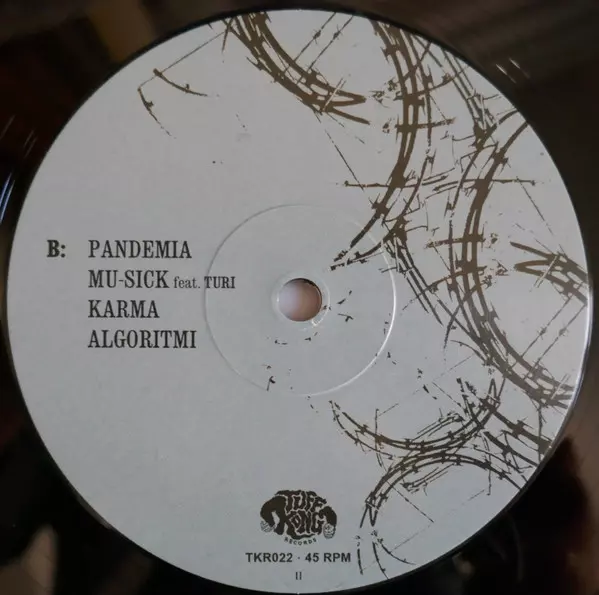 B: PANDEMIA
MU-SICK feat. TURI
KARMA
ALGORITMI
TUFF
KONG
RECORDS
TKR022 · 45 RPM
II